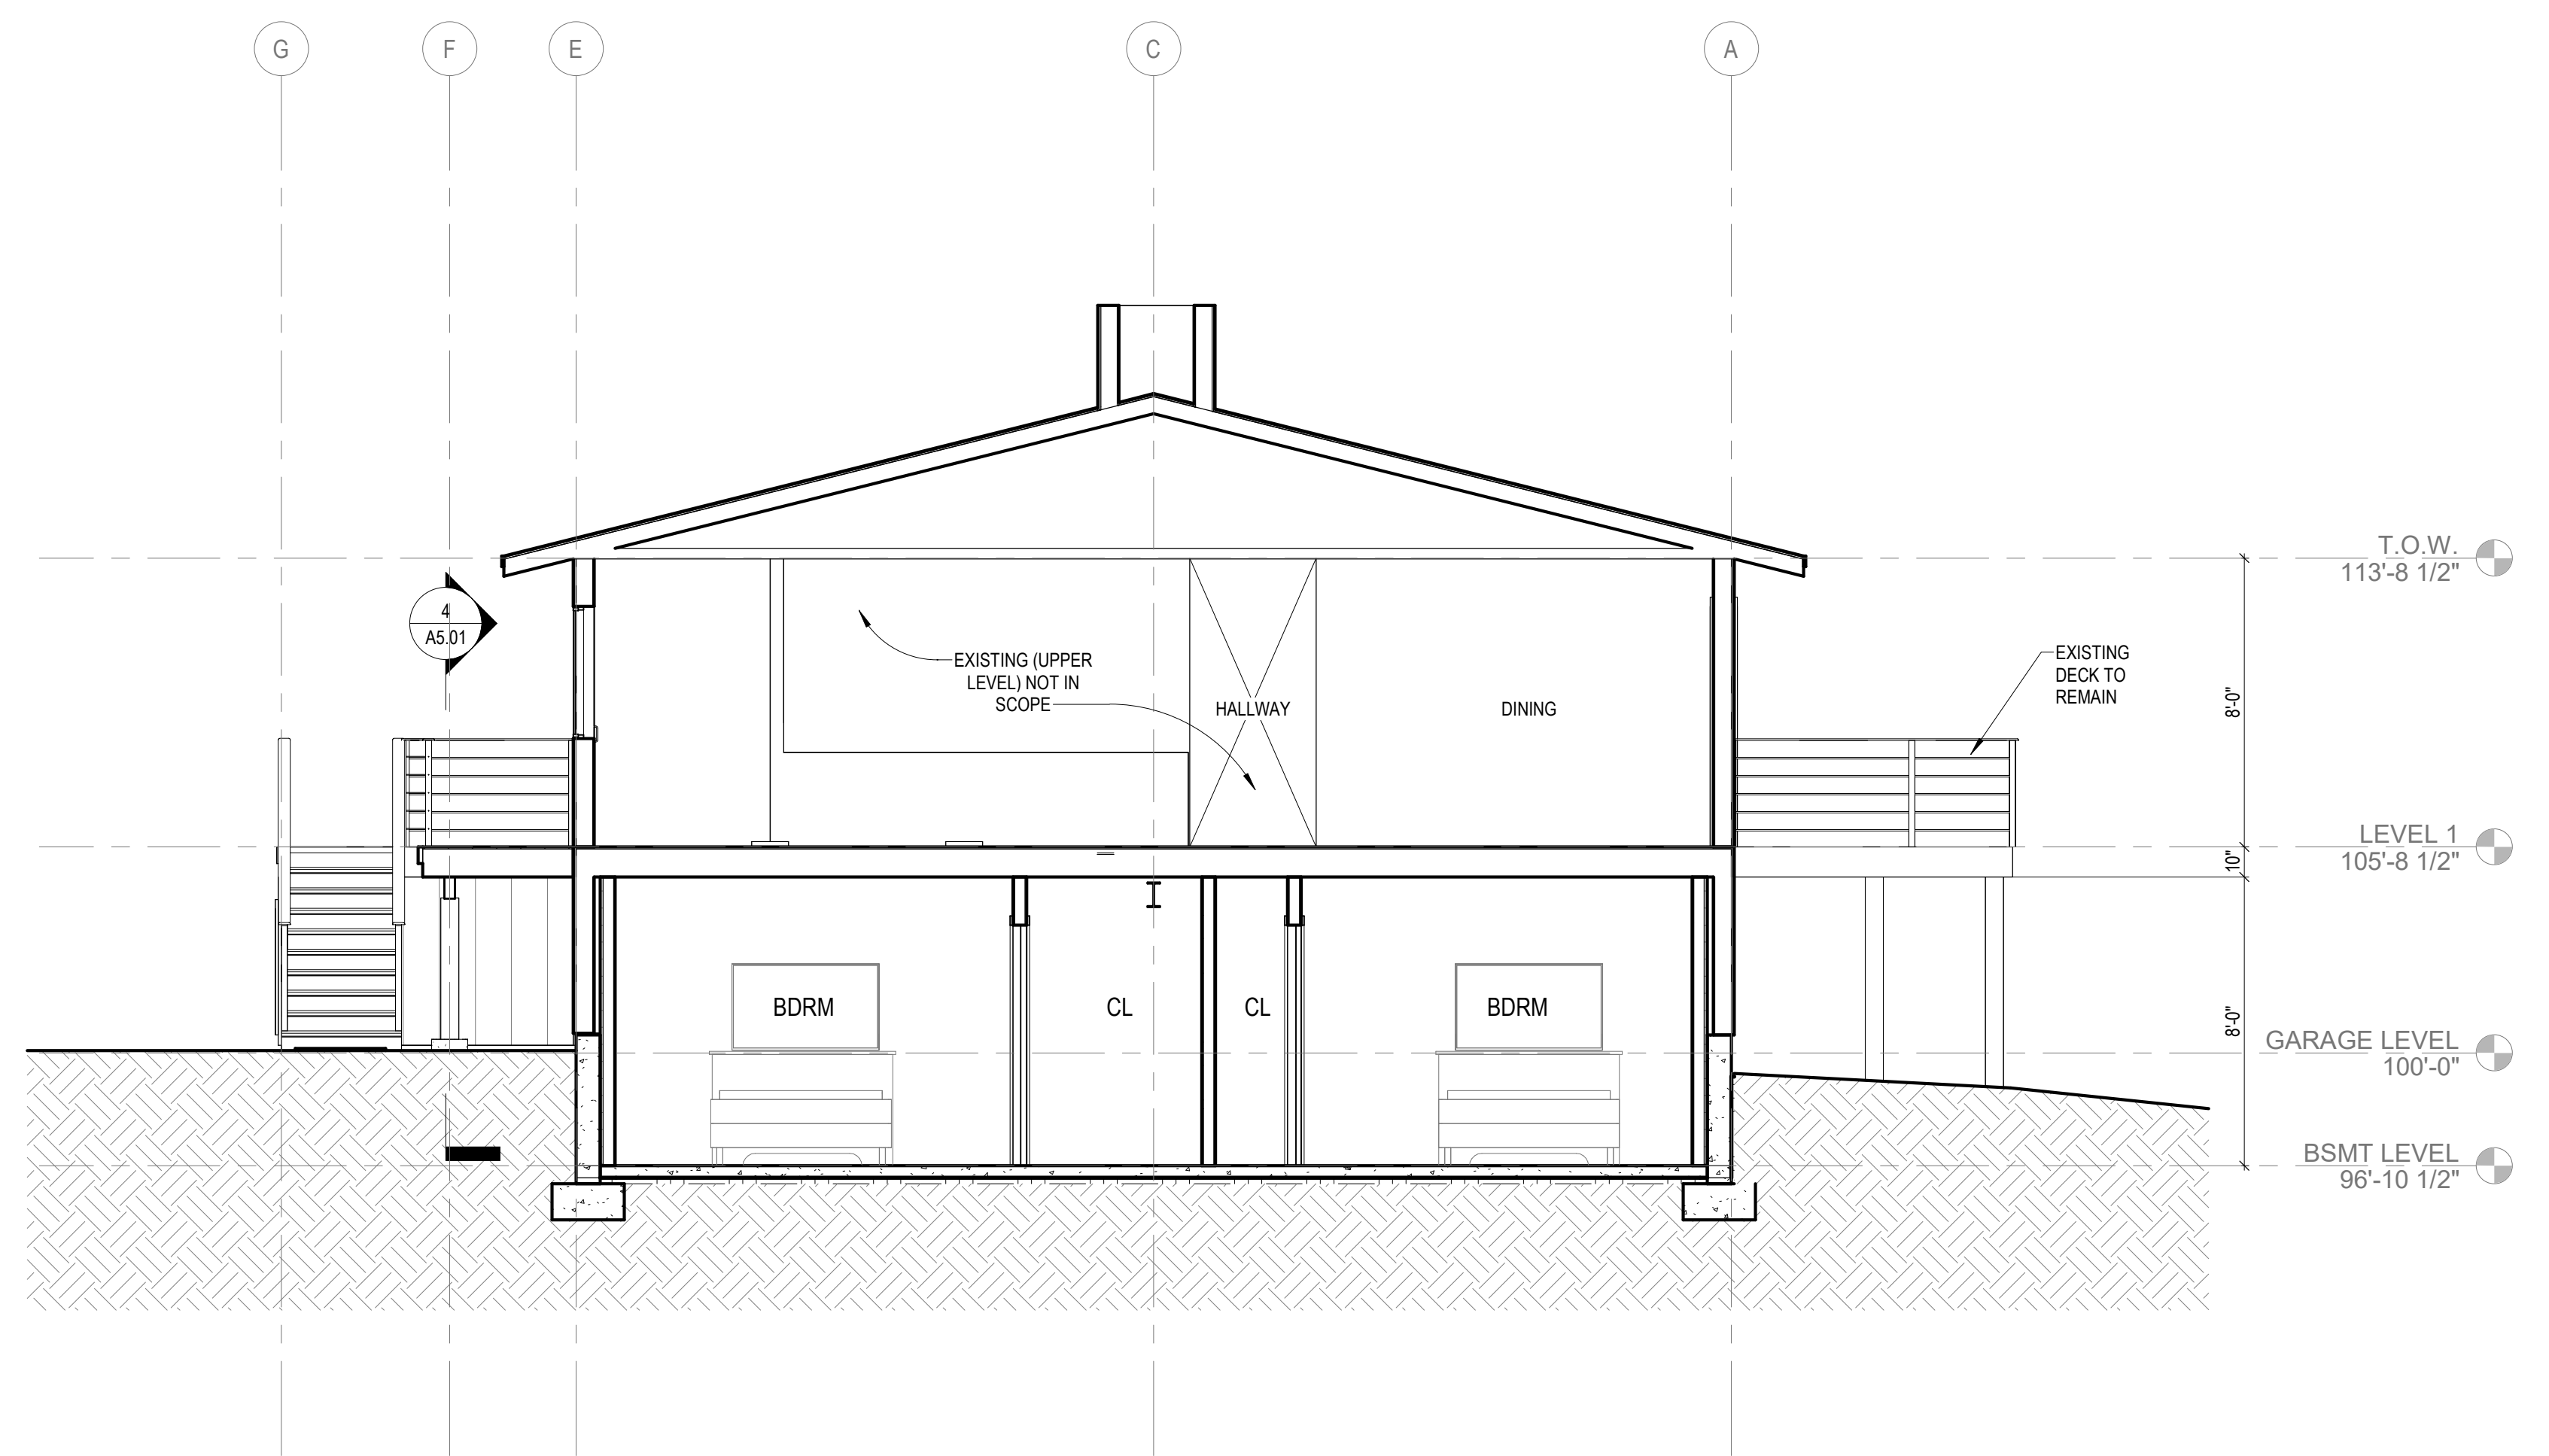 G
F
E
C
A
T.O.W.
113'-8 1/2"
4
A5.01
EXISTING (UPPER
LEVEL) NOT IN
SCOPE
HALLWAY
DINING
EXISTING
DECK TO
REMAIN
8'-0"
LEVEL 1
105'-8 1/2"
10"
BDRM
CL
CL
BDRM
8'-0"
GARAGE LEVEL
100'-0"
BSMT LEVEL
96'-10 1/2"